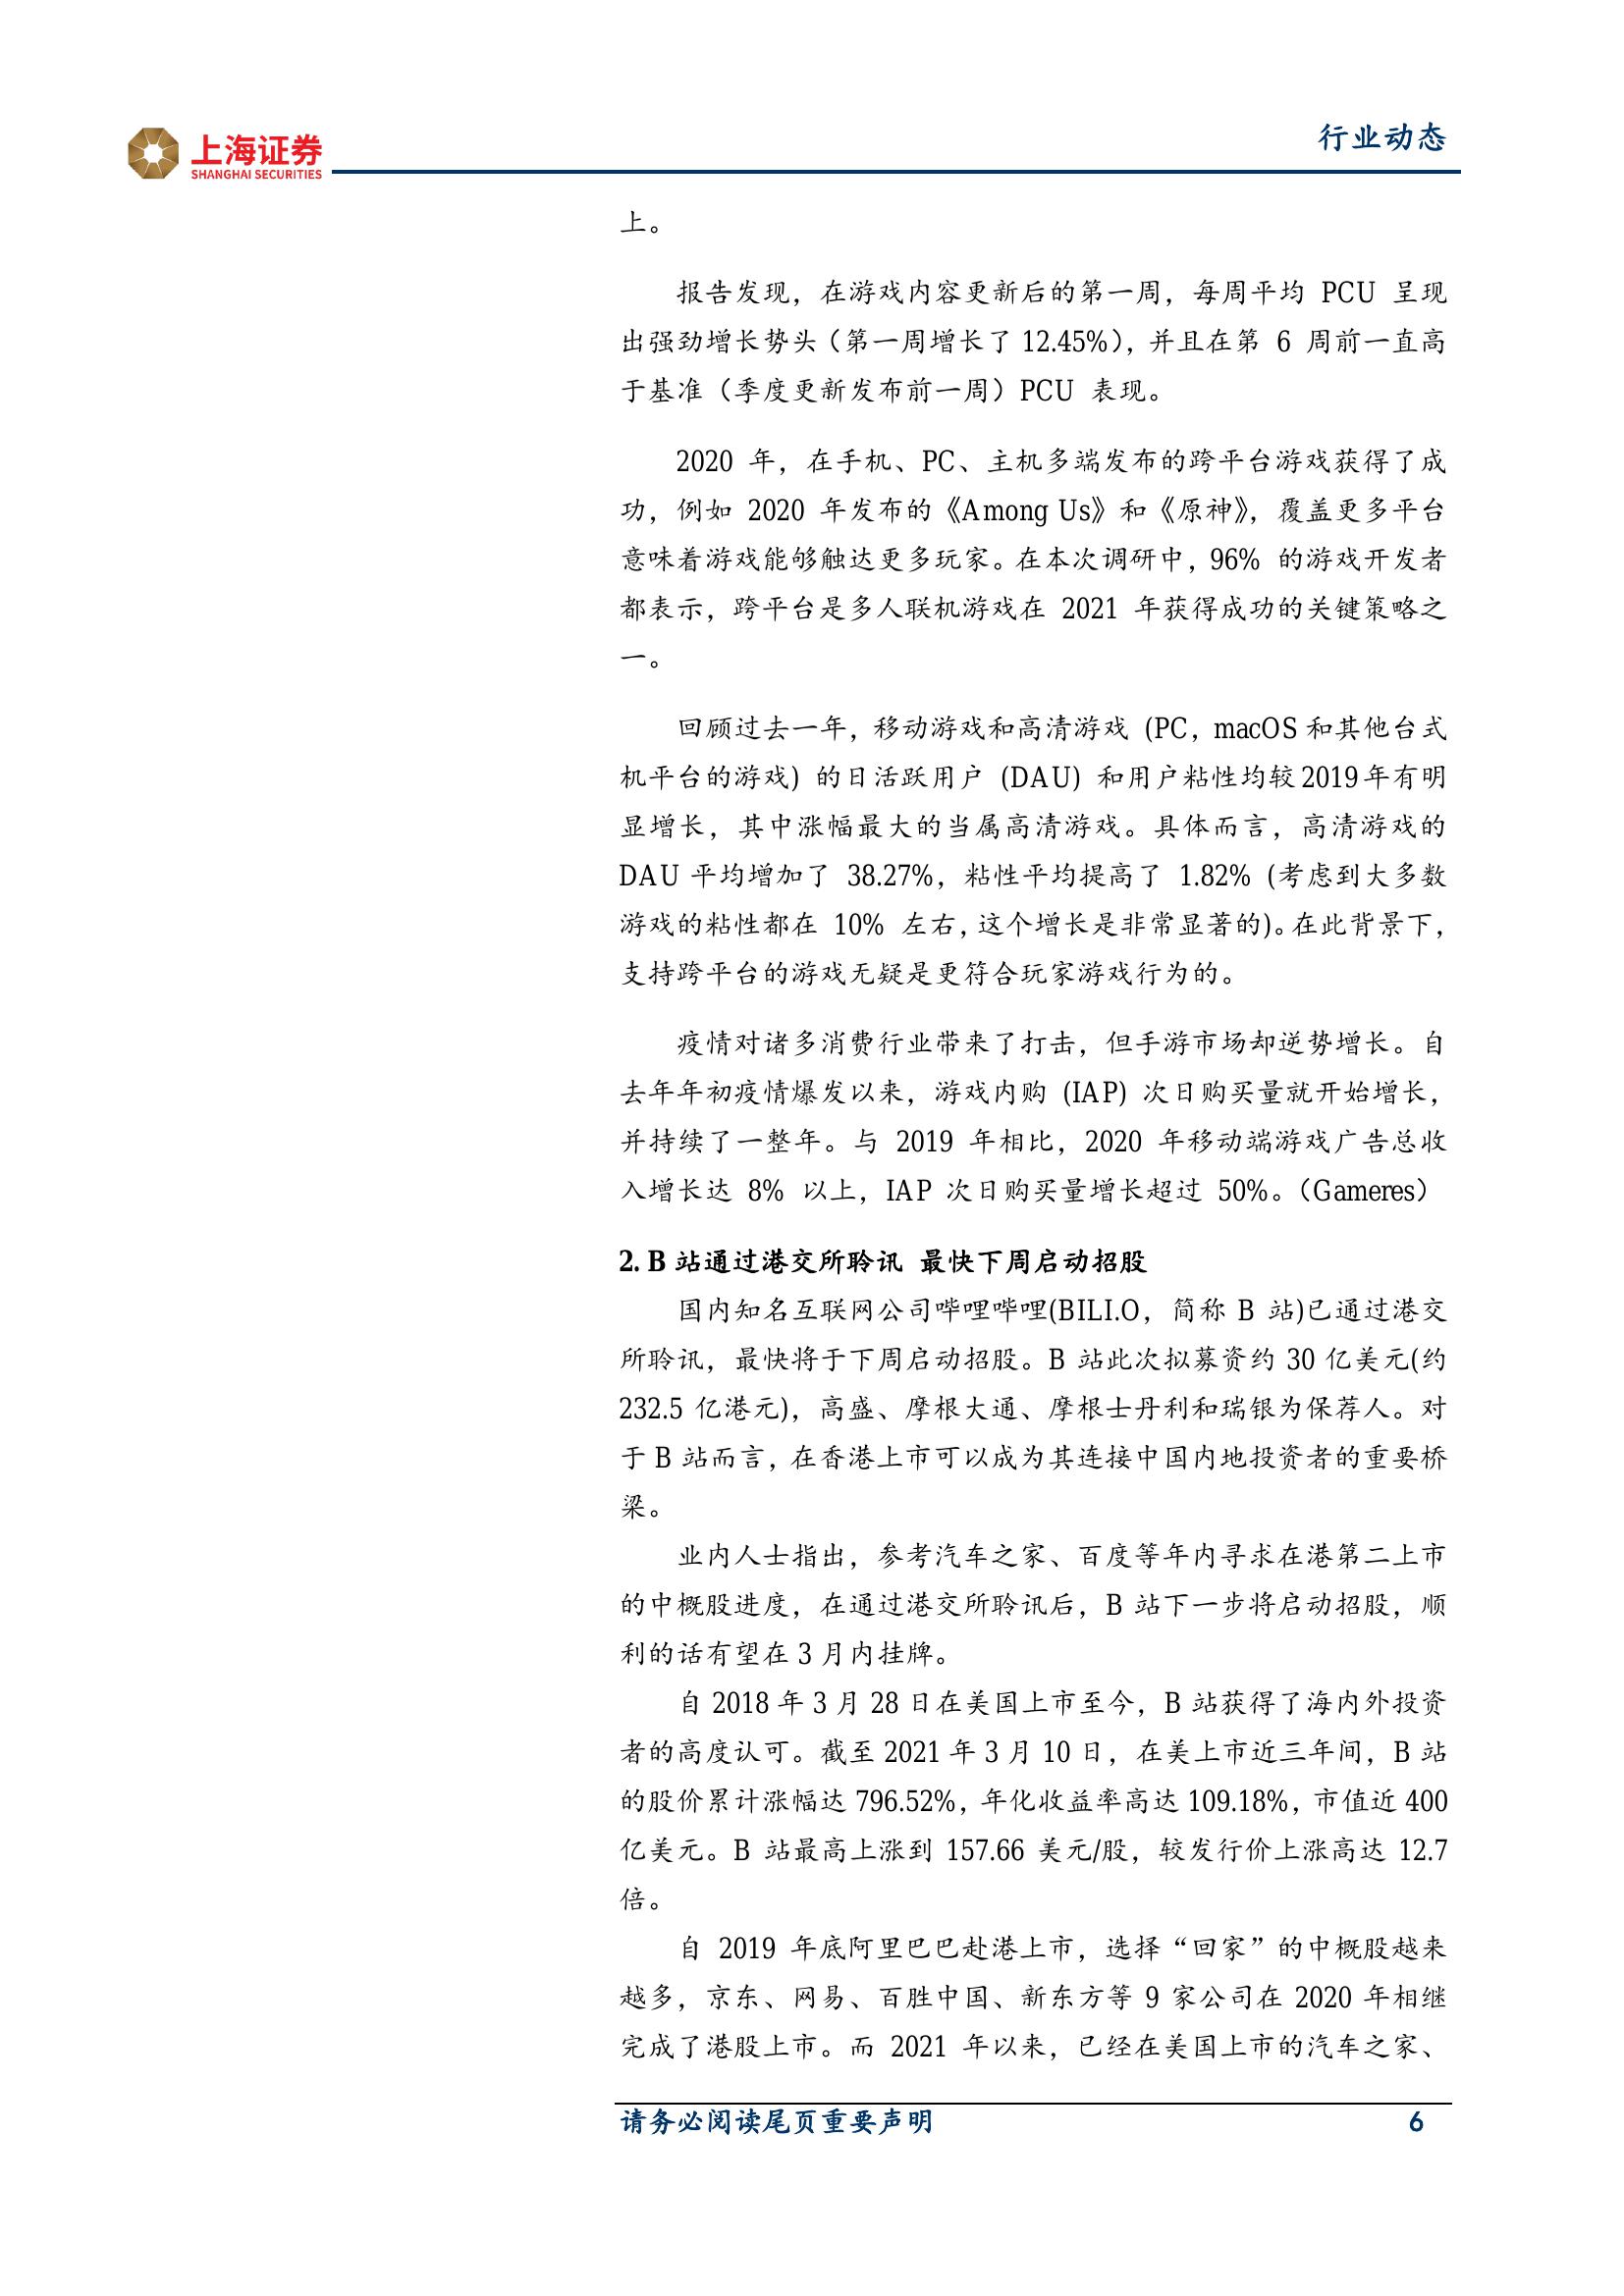 上海证券
SHANGHAI SECURITIES
行业动态
上。
报告发现，在游戏内容更新后的第一周，每周平均 PCU 呈现
出强劲增长势头（第一周增长了 12.45%），并且在第 6 周前一直高
于基准（季度更新发布前一周）PCU 表现。
2020 年，在手机、PC、主机多端发布的跨平台游戏获得了成
功，例如 2020 年发布的《Among Us》和《原神》，覆盖更多平台
意味着游戏能够触达更多玩家。在本次调研中，96% 的游戏开发者
都表示，跨平台是多人联机游戏在 2021 年获得成功的关键策略之
一。
回顾过去一年，移动游戏和高清游戏 (PC，macOS 和其他台式
机平台的游戏) 的日活跃用户 (DAU) 和用户粘性均较 2019 年有明
显增长，其中涨幅最大的当属高清游戏。具体而言，高清游戏的
DAU 平均增加了 38.27%，粘性平均提高了 1.82% (考虑到大多数
游戏的粘性都在 10% 左右，这个增长是非常显著的)。在此背景下，
支持跨平台的游戏无疑是更符合玩家游戏行为的。
疫情对诸多消费行业带来了打击，但手游市场却逆势增长。自
去年年初疫情爆发以来，游戏内购 (IAP) 次日购买量就开始增长，
并持续了一整年。与 2019 年相比，2020 年移动端游戏广告总收
入增长达 8% 以上，IAP 次日购买量增长超过 50%。（Gameres）
2. B 站通过港交所聆讯 最快下周启动招股
国内知名互联网公司哔哩哔哩(BILI.O，简称 B 站)已通过港交
所聆讯，最快将于下周启动招股。B 站此次拟募资约 30 亿美元(约
232.5 亿港元)，高盛、摩根大通、摩根士丹利和瑞银为保荐人。对
于 B 站而言，在香港上市可以成为其连接中国内地投资者的重要桥
梁。
业内人士指出，参考汽车之家、百度等年内寻求在港第二上市
的中概股进度，在通过港交所聆讯后，B 站下一步将启动招股，顺
利的话有望在 3 月内挂牌。
自 2018 年 3 月 28 日在美国上市至今，B 站获得了海内外投资
者的高度认可。截至 2021 年 3 月 10 日，在美上市近三年间，B 站
的股价累计涨幅达 796.52%，年化收益率高达 109.18%，市值近 400
亿美元。B 站最高上涨到 157.66 美元/股，较发行价上涨高达 12.7
倍。
自 2019 年底阿里巴巴赴港上市，选择“回家”的中概股越来
越多，京东、网易、百胜中国、新东方等 9 家公司在 2020 年相继
完成了港股上市。而 2021 年以来，已经在美国上市的汽车之家、
请务必阅读尾页重要声明
6